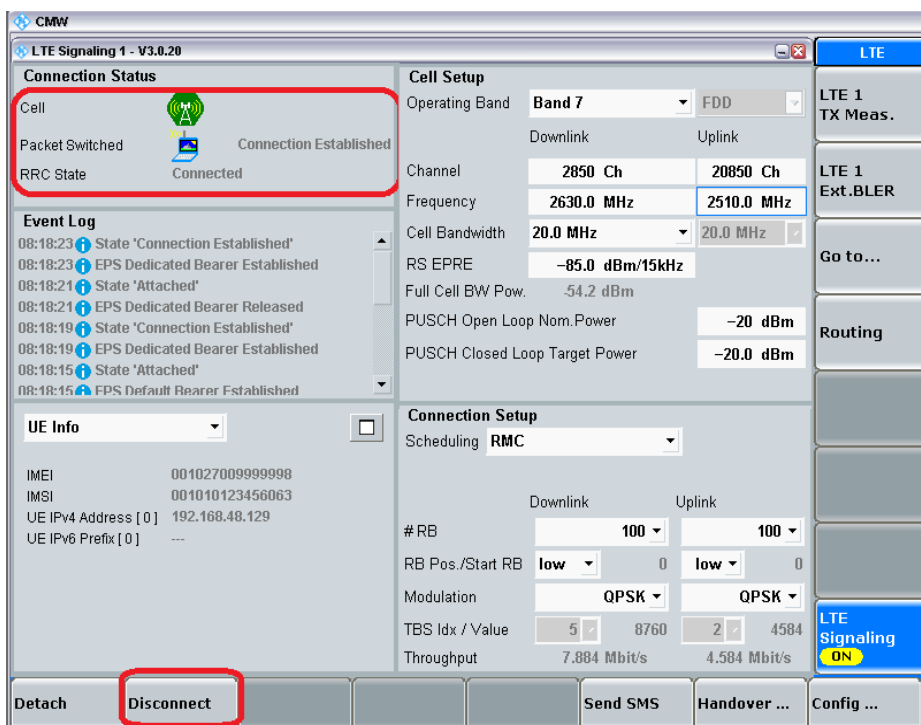 CMW
LTE Signaling 1 - V3.0.20
LTE
Connection Status
Cell
Packet Switched Connection Established
RRC State Connected
Event Log
08:18:23 State 'Connection Established'
08:18:23 EPS Dedicated Bearer Established
08:18:21 State 'Attached'
08:18:21 EPS Dedicated Bearer Released
08:18:19 State 'Connection Established'
08:18:19 EPS Dedicated Bearer Established
08:18:15 State 'Attached'
08:18:15 EPS Default Bearer Established
UE Info
IMEI 001027009999998
IMSI 001010123456063
UE IPv4 Address [ 0 ] 192.168.48.129
UE IPv6 Prefix [ 0 ] ---
Cell Setup
Operating Band Band 7 FDD
Downlink Uplink
Channel 2850 Ch 20850 Ch
Frequency 2630.0 MHz 2510.0 MHz
Cell Bandwidth 20.0 MHz 20.0 MHz
RS EPRE -85.0 dBm/15kHz
Full Cell BW Pow. -54.2 dBm
PUSCH Open Loop Nom.Power -20 dBm
PUSCH Closed Loop Target Power -20.0 dBm
Connection Setup
Scheduling RMC
Downlink Uplink
# RB 100 100
RB Pos./Start RB low 0 low 0
Modulation QPSK QPSK
TBS Idx / Value 5 8760 2 4584
Throughput 7.884 Mbit/s 4.584 Mbit/s
LTE 1
TX Meas.
LTE 1
Ext.BLER
Go to...
Routing
LTE
Signaling
ON
Detach Disconnect Send SMS Handover ... Config ...